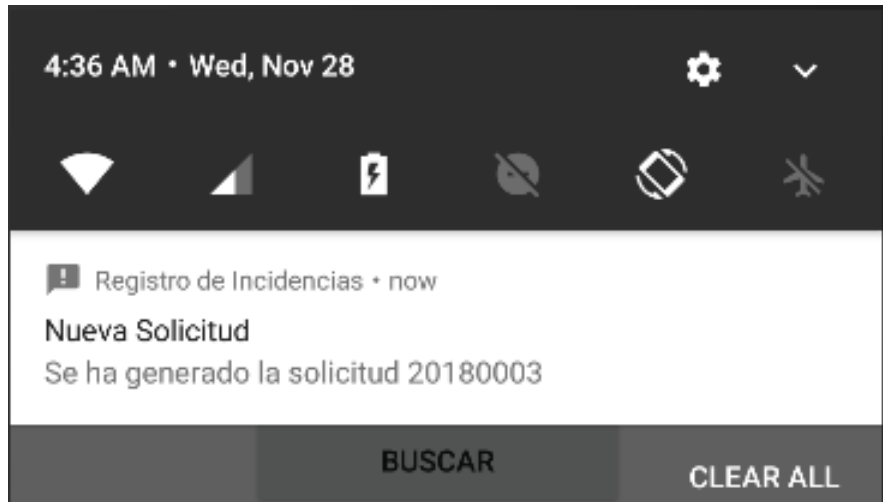 4:36 AM • Wed, Nov 28
Registro de Incidencias • now
Nueva Solicitud
Se ha generado la solicitud 20180003
BUSCAR
CLEAR ALL